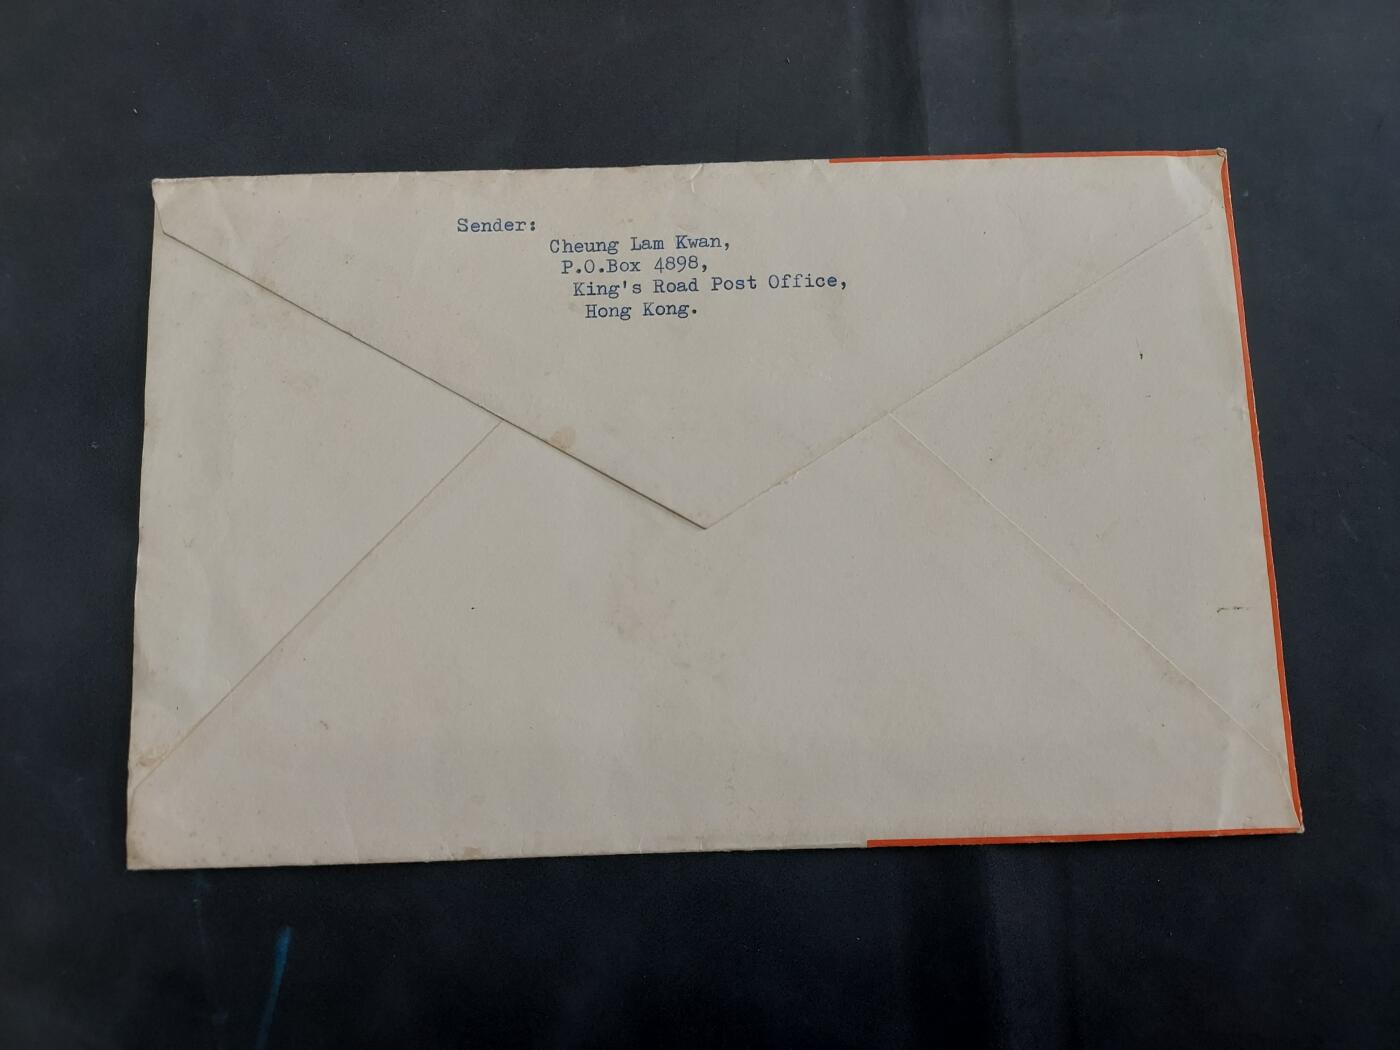 Sender:
Cheung Lam Kwan,
P.O.Box 4898,
King's Road Post Office,
Hong Kong.